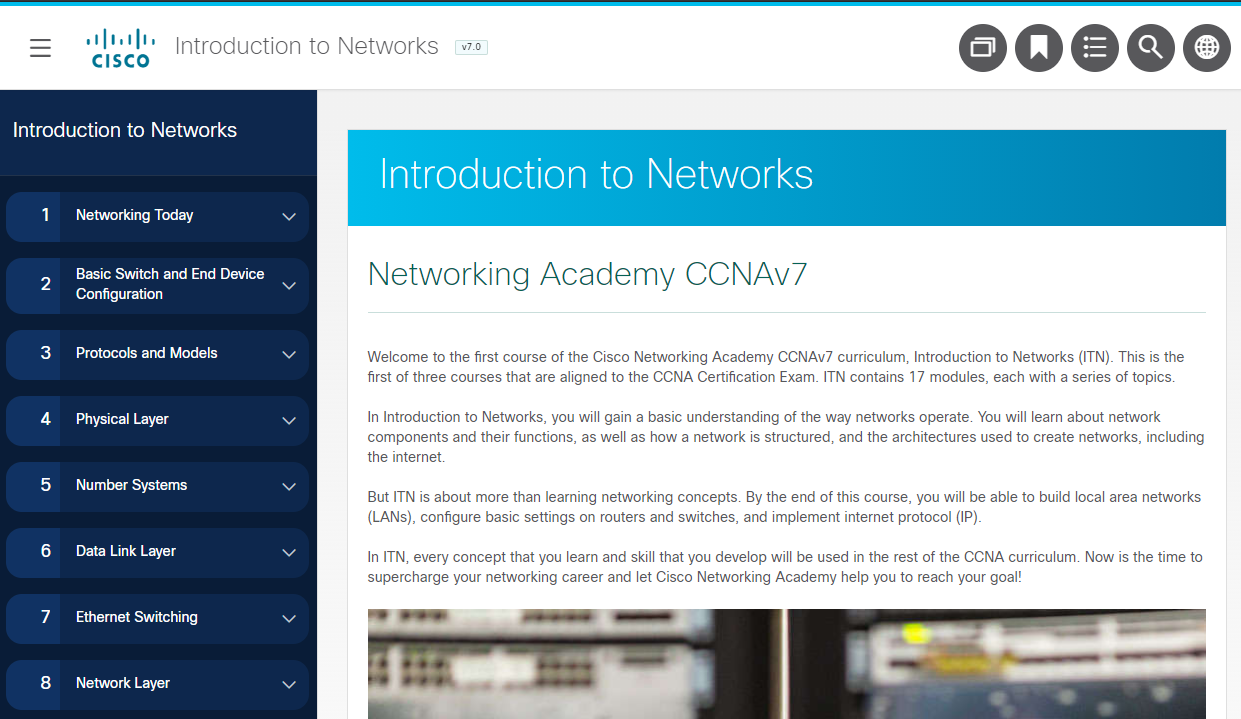 CISCO
Introduction to Networks
v7.0
Introduction to Networks
1
Networking Today
2
Basic Switch and End Device
Configuration
3
Protocols and Models
4
Physical Layer
5
Number Systems
6
Data Link Layer
7
Ethernet Switching
8
Network Layer
Introduction to Networks
Networking Academy CCNAv7
Welcome to the first course of the Cisco Networking Academy CCNAv7 curriculum, Introduction to Networks (ITN). This is the
first of three courses that are aligned to the CCNA Certification Exam. ITN contains 17 modules, each with a series of topics.
In Introduction to Networks, you will gain a basic understanding of the way networks operate. You will learn about network
components and their functions, as well as how a network is structured, and the architectures used to create networks, including
the internet.
But ITN is about more than learning networking concepts. By the end of this course, you will be able to build local area networks
(LANs), configure basic settings on routers and switches, and implement internet protocol (IP).
In ITN, every concept that you learn and skill that you develop will be used in the rest of the CCNA curriculum. Now is the time to
supercharge your networking career and let Cisco Networking Academy help you to reach your goal!